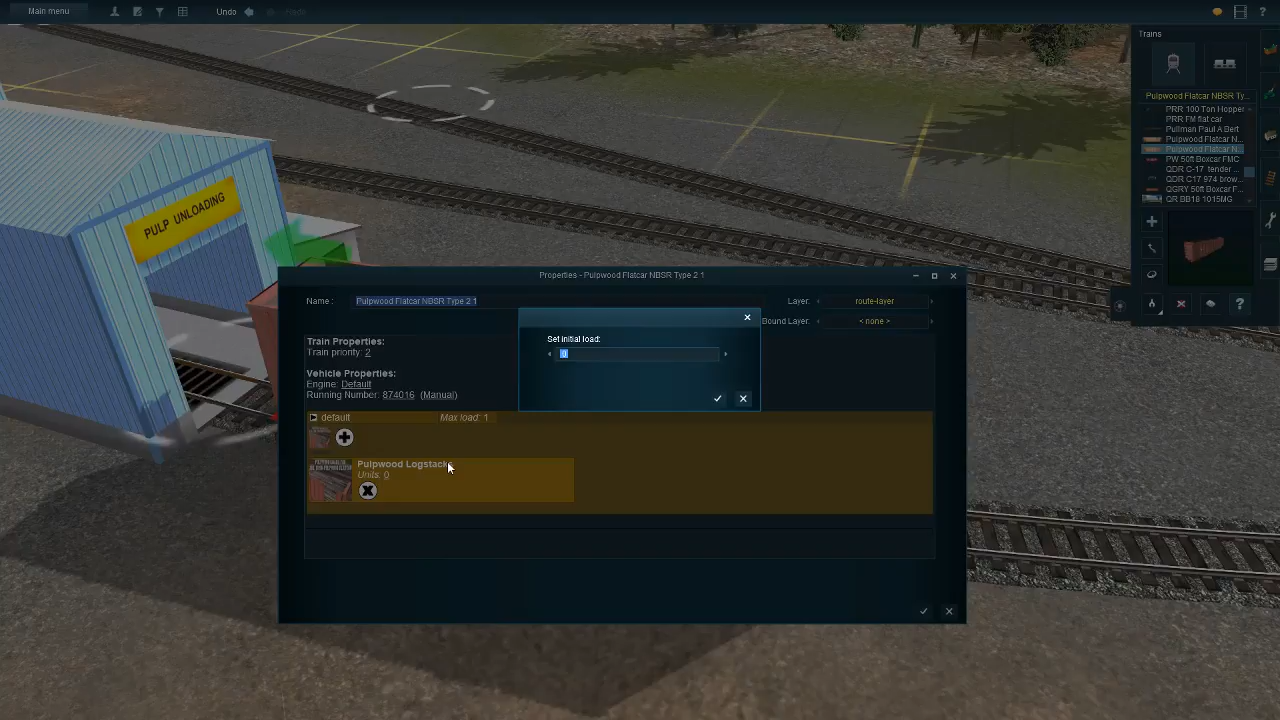 Main menu
Undo
Trains
Pulpwood Flatcar NBSR Ty...
PRR 100 Ton Hopper
PRR FM flat car
Pullman Paul A Bert
Pulpwood Flatcar N...
Pulpwood Flatcar N...
PW 50ft Boxcar FMC
QDR C-17 tender ...
QDR C17 974 brow...
QGRY 50ft Boxcar F...
QR BB18 1015MG
PULP UNLOADING
Properties - Pulpwood Flatcar NBSR Type 2 1
Name : Pulpwood Flatcar NBSR Type 2 1
Layer: route-layer
Bound Layer: < none >
Set initial load:
0
Train Properties:
Train priority: 2
Vehicle Properties:
Engine: Default
Running Number: 874016 (Manual)
default Max load: 1
Pulpwood Logstacks
Units: 0